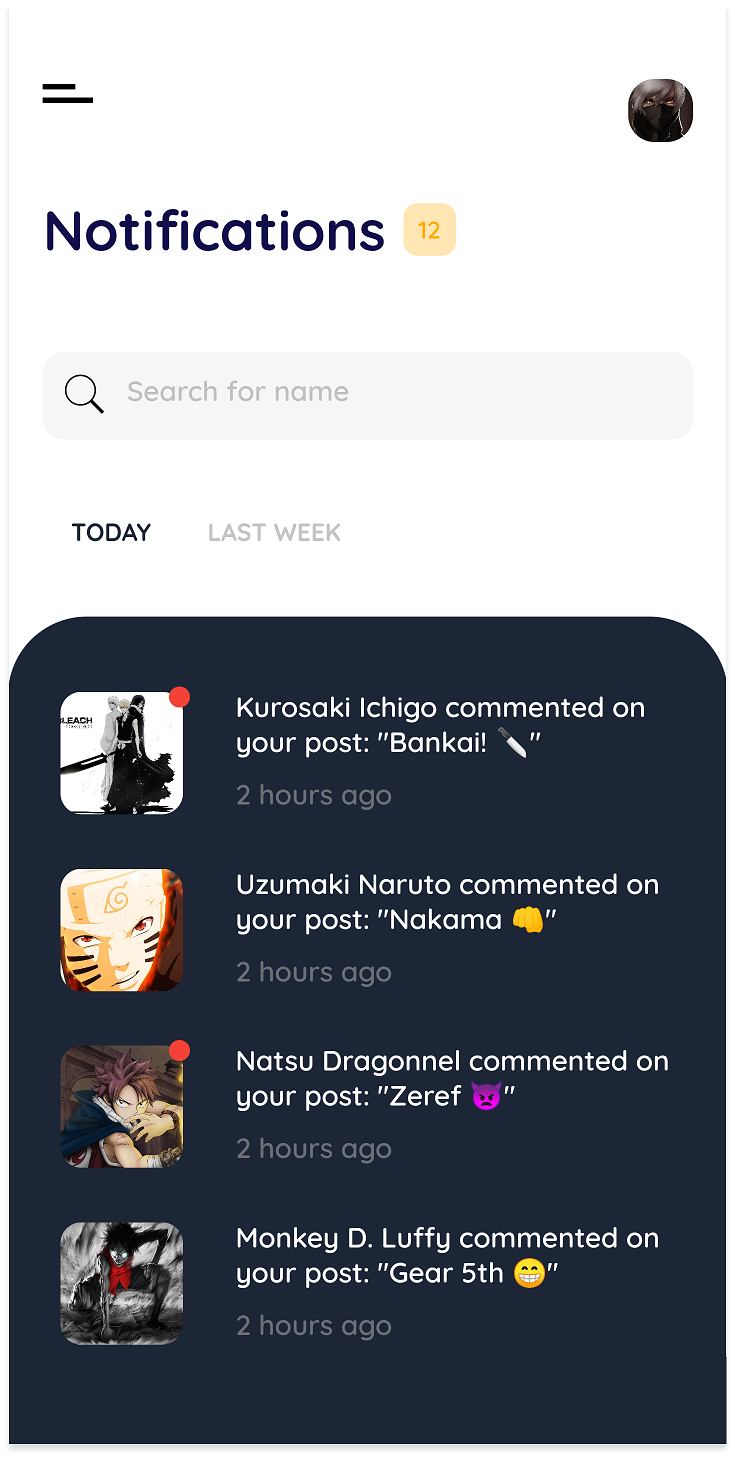 Notifications 12
Search for name
TODAY LAST WEEK
BLEACH
Kurosaki Ichigo commented on
your post: "Bankai! 🔪"
2 hours ago
Uzumaki Naruto commented on
your post: "Nakama 👊"
2 hours ago
Natsu Dragonnel commented on
your post: "Zeref 👿"
2 hours ago
Monkey D. Luffy commented on
your post: "Gear 5th 😁"
2 hours ago